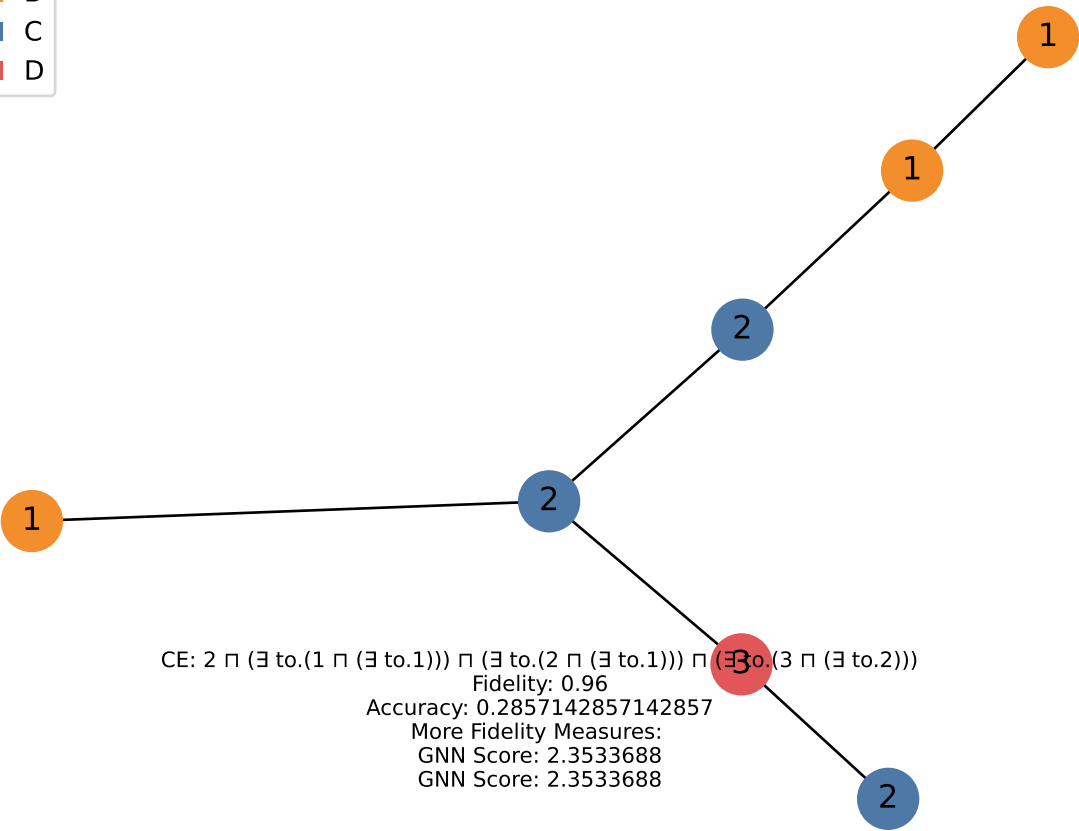 C
D
1
1
2
2
1
3
CE: 2 ⊓ (∃ to.(1 ⊓ (∃ to.1))) ⊓ (∃ to.(2 ⊓ (∃ to.1))) ⊓ (∃ to.(3 ⊓ (∃ to.2)))
Fidelity: 0.96
Accuracy: 0.2857142857142857
More Fidelity Measures:
GNN Score: 2.3533688
GNN Score: 2.3533688
2